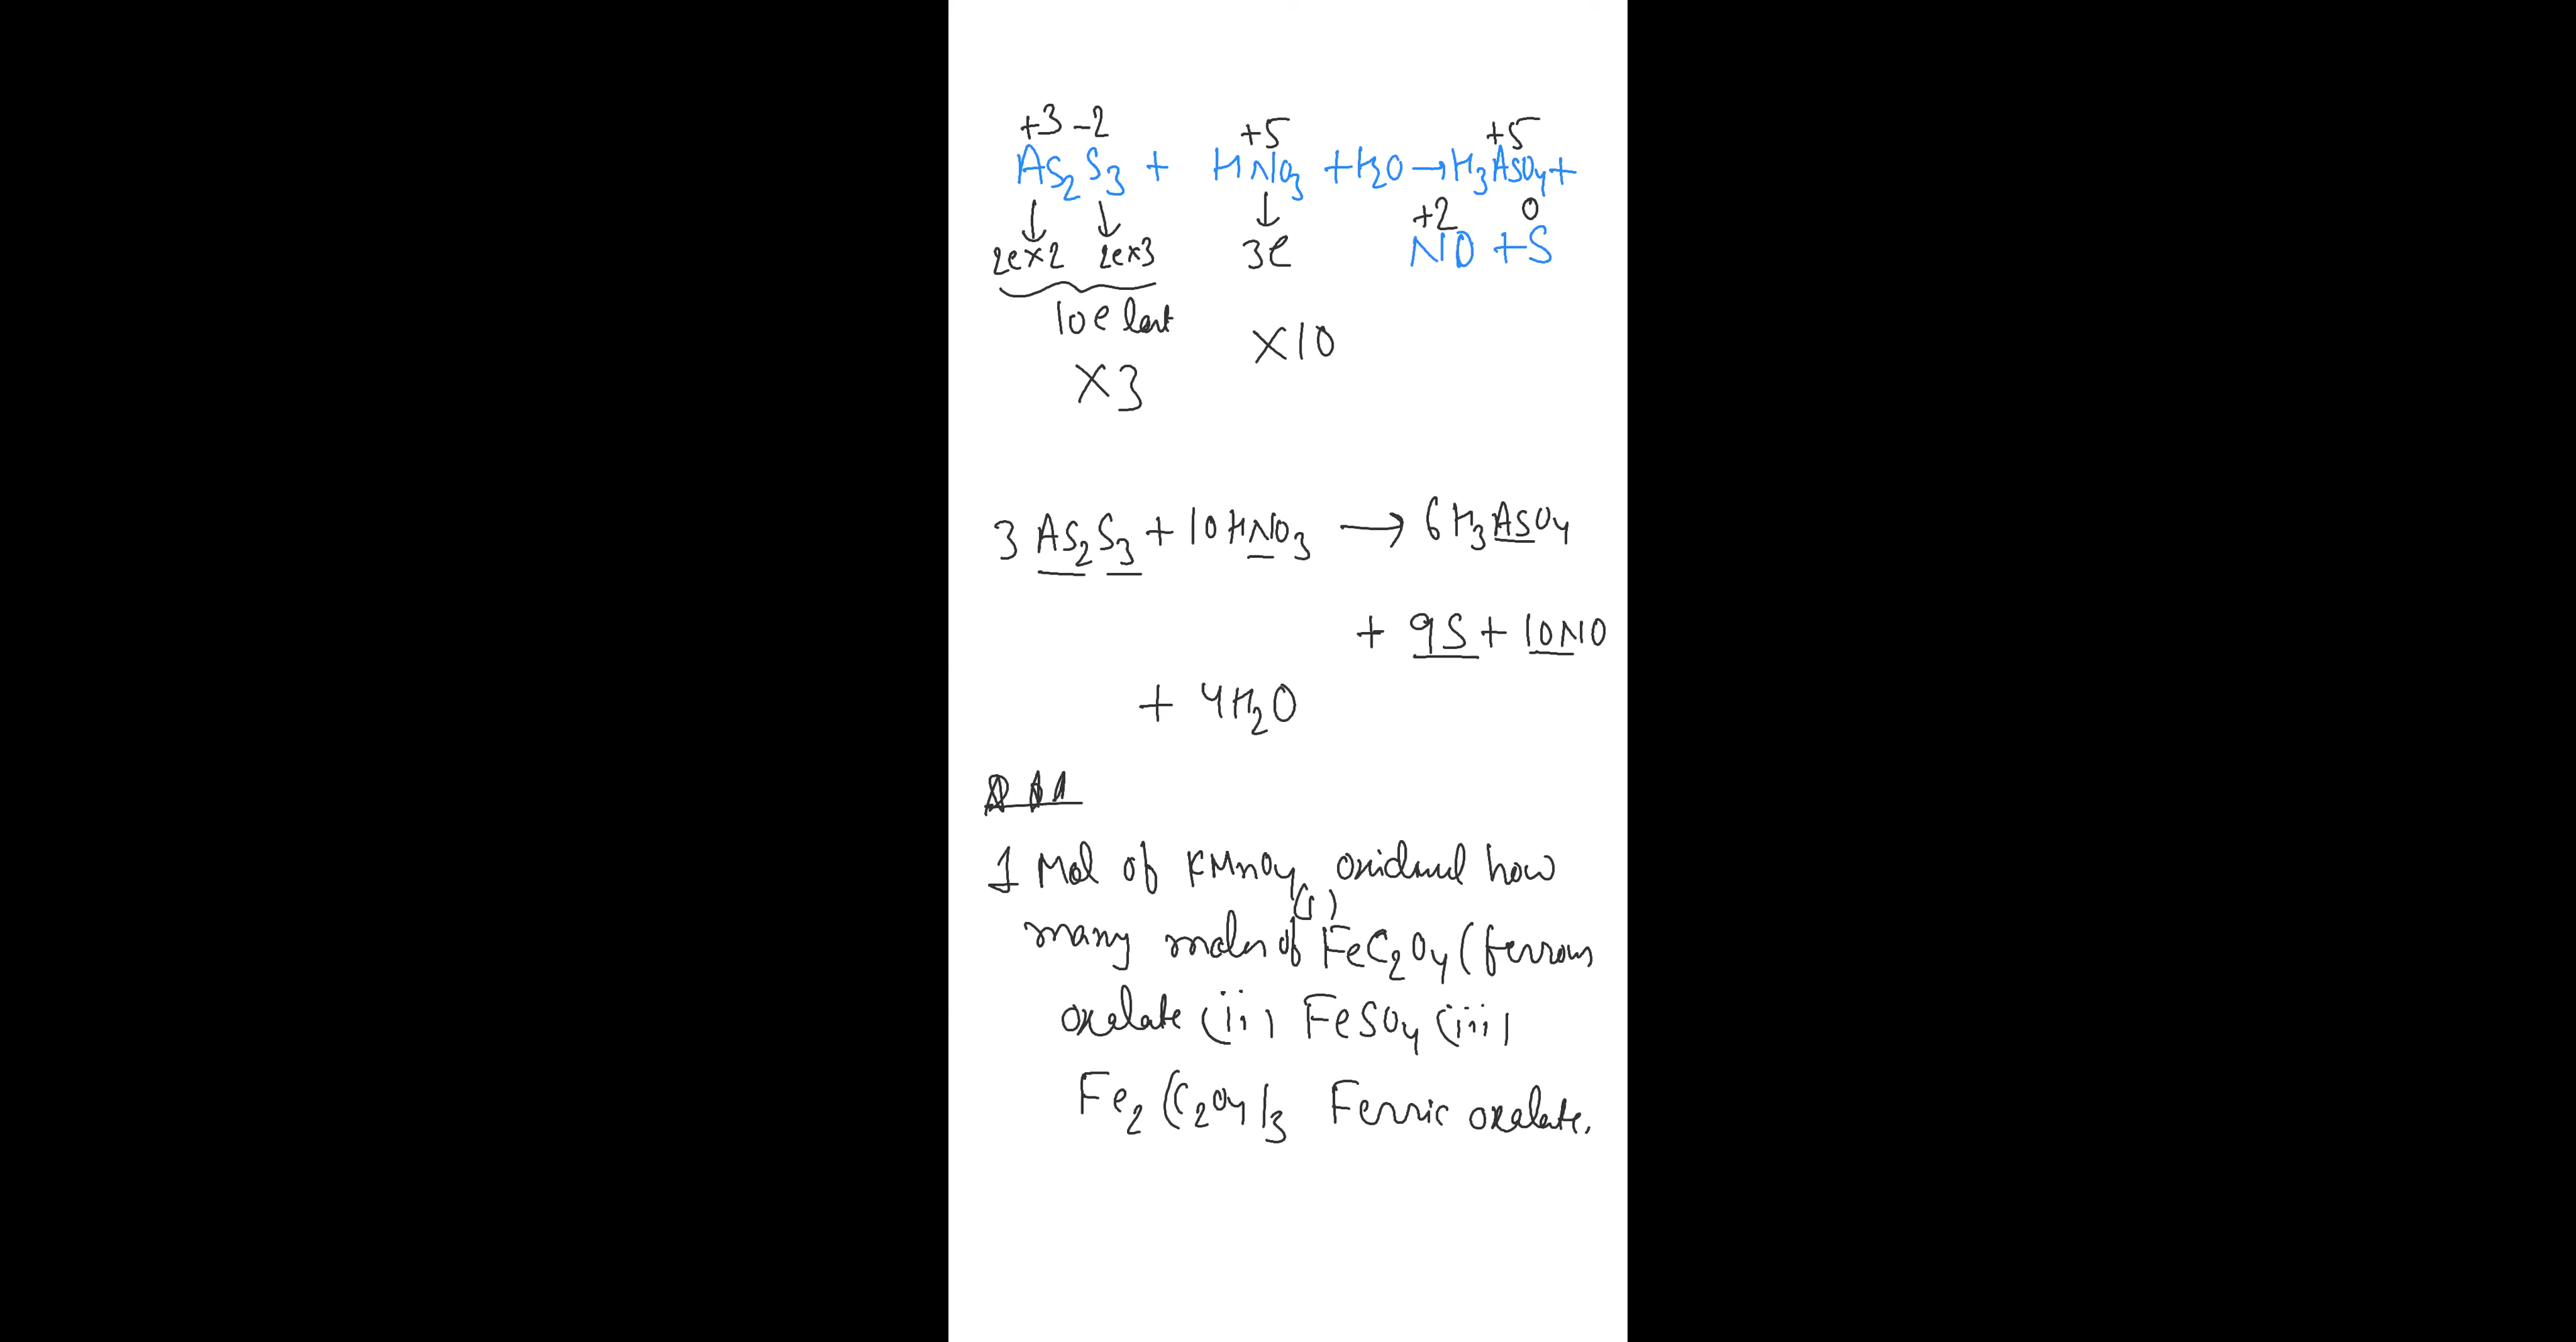 +3 -2 +5 +5
As2S3 + HNO3 + H2O → H3AsO4 +
↓ ↓ ↓ +2 0
2e×2 2e×3 3e NO + S
10e lost
×10
×3
3 As2S3 + 10 HNO3 → 6 H3AsO4
+ 9S + 10NO
+ 4H2O
1 Mol of KMnO4 how
(i)
many moles of FeC2O4 (ferrous
oxalate (ii) FeSO4 (iii)
Fe2(C2O4)3 Ferric oxalate.